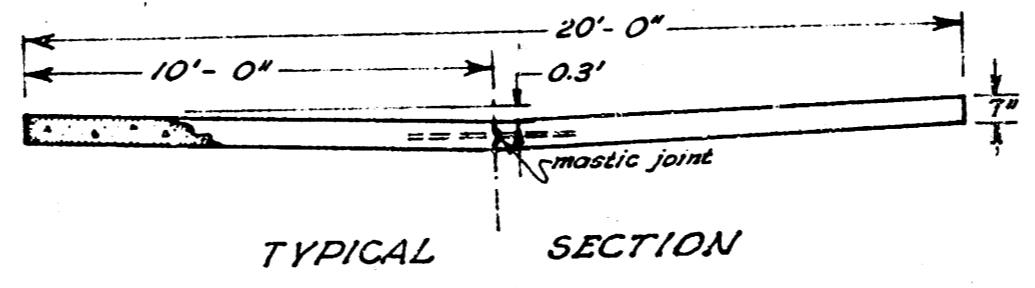 20'-0"
10'-0"
0.3'
7"
mastic joint
TYPICAL SECTION